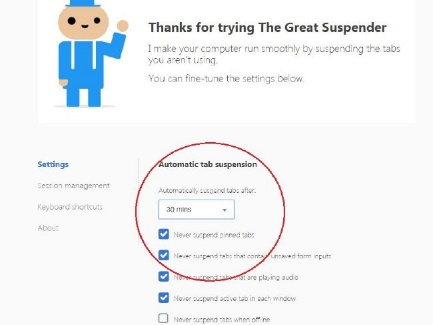 Thanks for trying The Great Suspender
I make your computer run smoothly by suspending the tabs
you aren't using.
You can fine-tune the settings below.
Settings
Session management
Keyboard shortcuts
About
Automatic tab suspension
Automatically suspend tabs after:
30 mins
Never suspend pinned tabs
Never suspend tabs that contain unsaved form inputs
Never suspend tabs that are playing audio
Never suspend active tab in each window
Never suspend tabs when offline